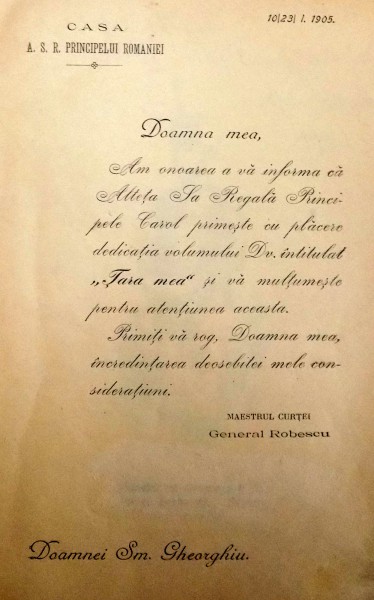 CASA
A. S. R. PRINCIPELUI ROMANIEI
10|23| I. 1905.
Doamna mea,
Am onoarea a vă informa că
Alteța Sa Regală Princi-
pele Carol primește cu plăcere
dedicația volumului Dv. întitulat
„Țara mea“ și vă mulțumește
pentru atențiunea aceasta.
Primiți vă rog, Doamna mea,
încredințarea deosebitei mele con-
siderațiuni.
MAESTRUL CURȚEI
General Robescu
Doamnei Sm. Gheorghiu.